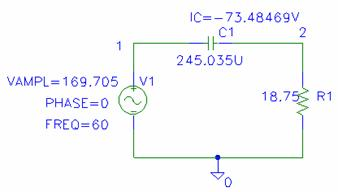 IC=-73.48469V
1
C1
2
245.035U
VAMPL=169.705
V1
PHASE=0
18.75
R1
FREQ=60
0